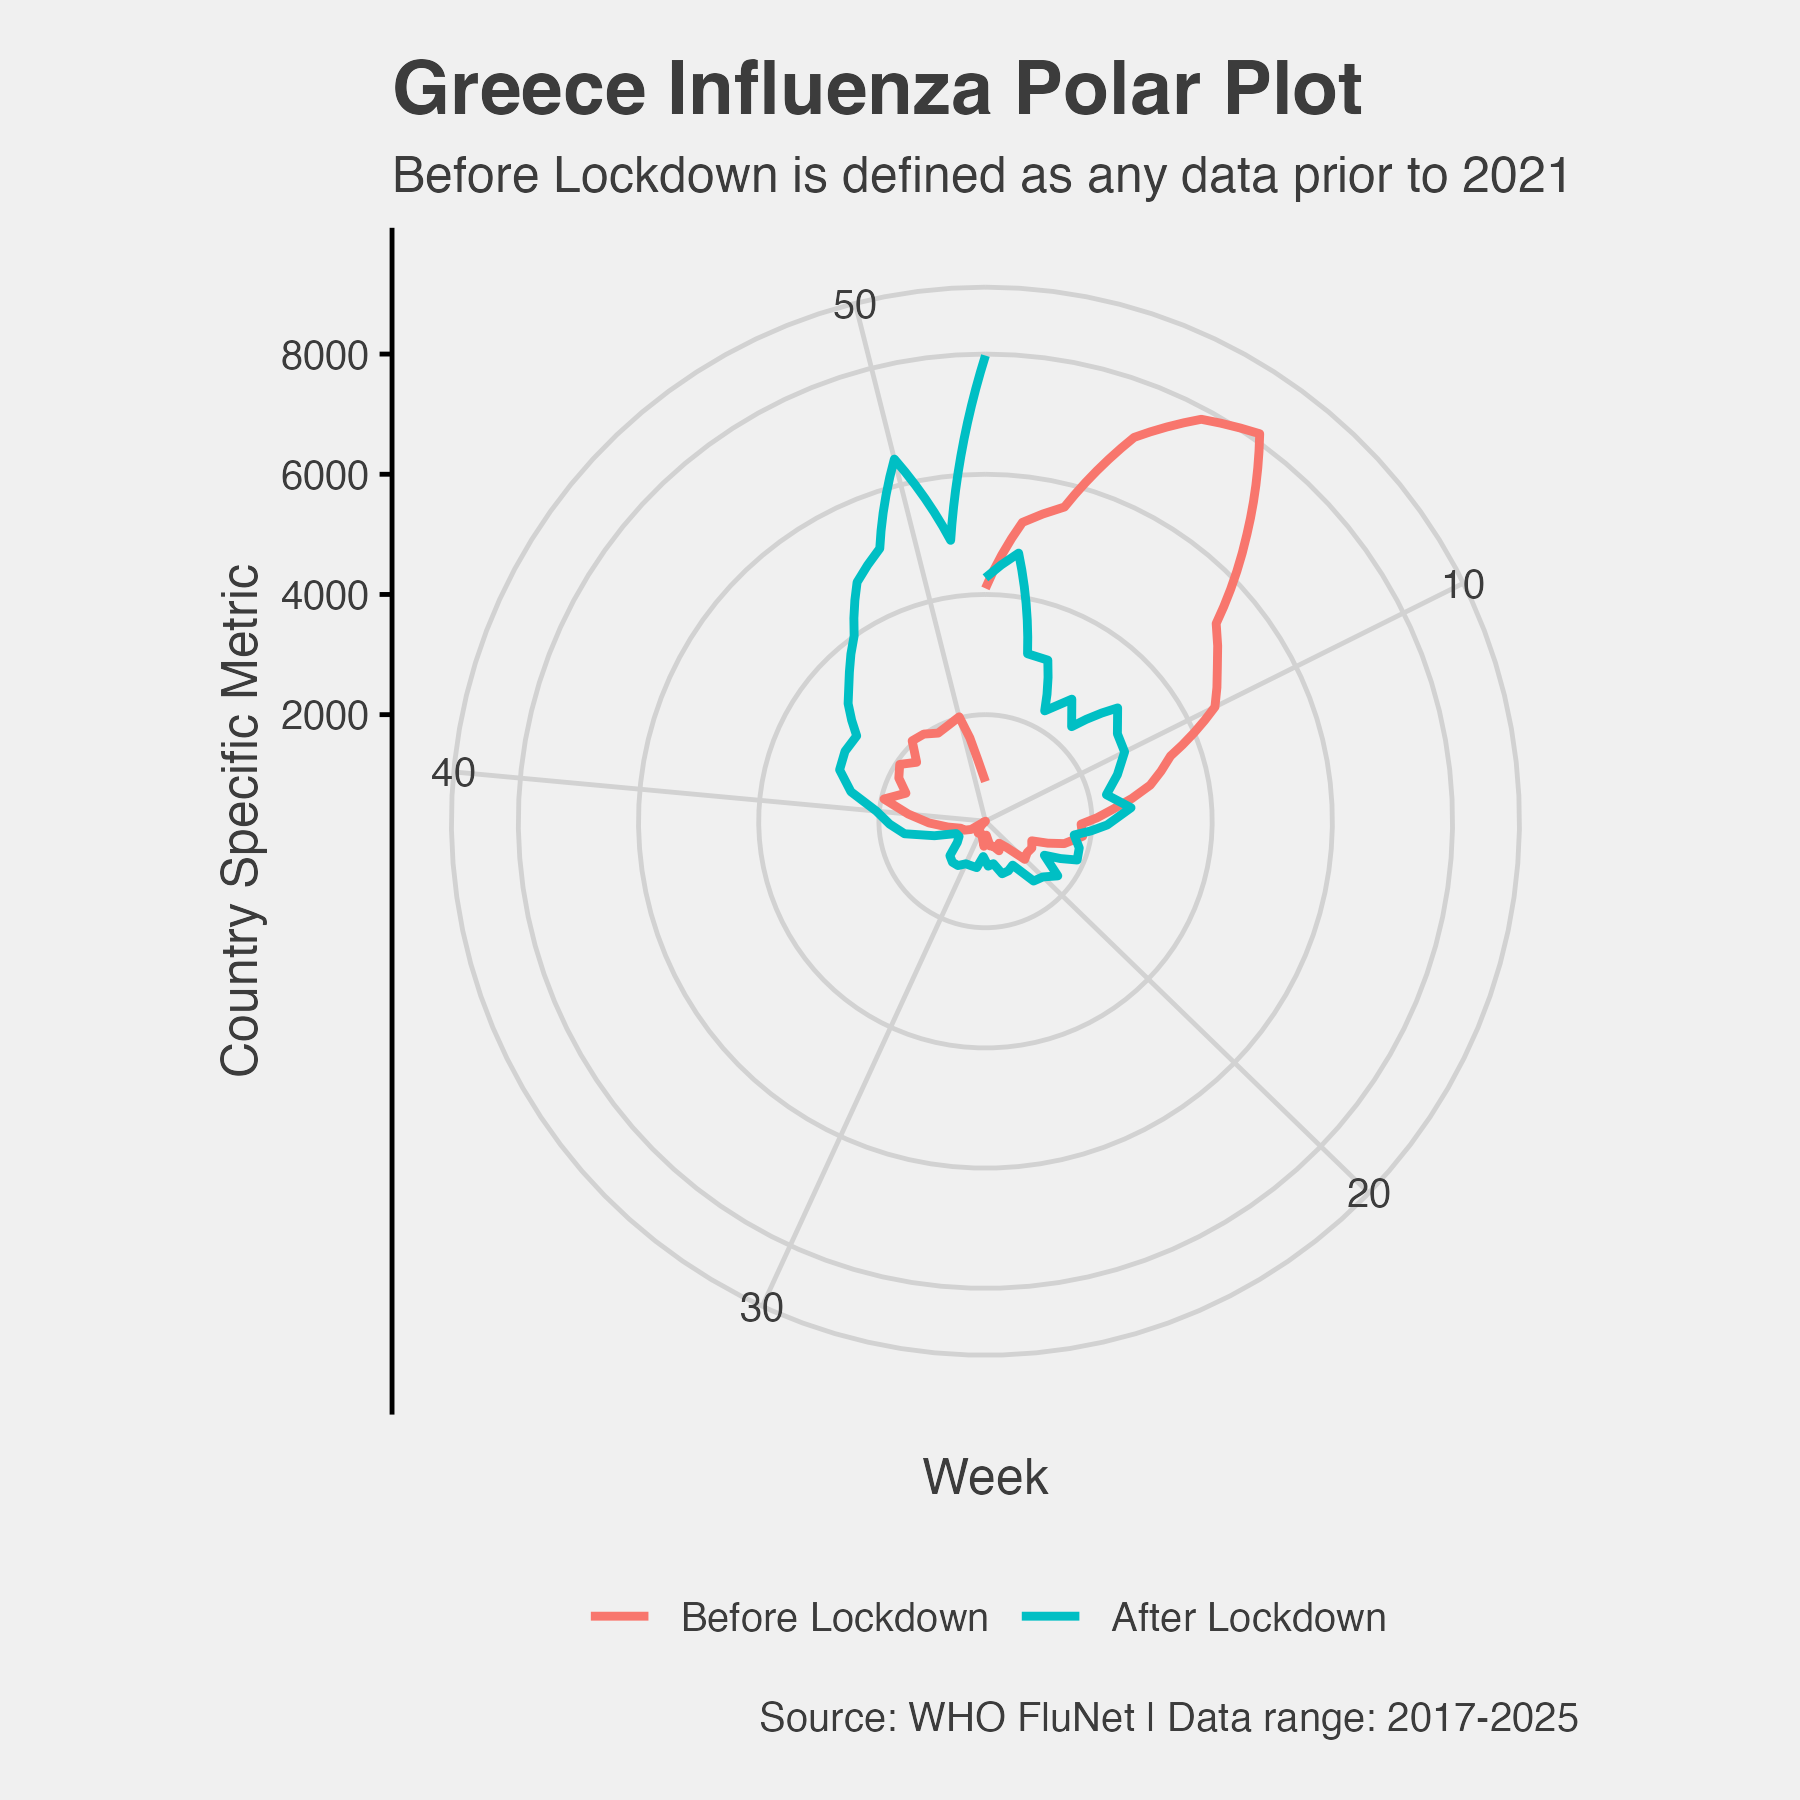 Greece Influenza Polar Plot
Before Lockdown is defined as any data prior to 2021
Country Specific Metric
8000
6000
4000
2000
50
10
40
20
30
Week
Before Lockdown
After Lockdown
Source: WHO FluNet | Data range: 2017-2025